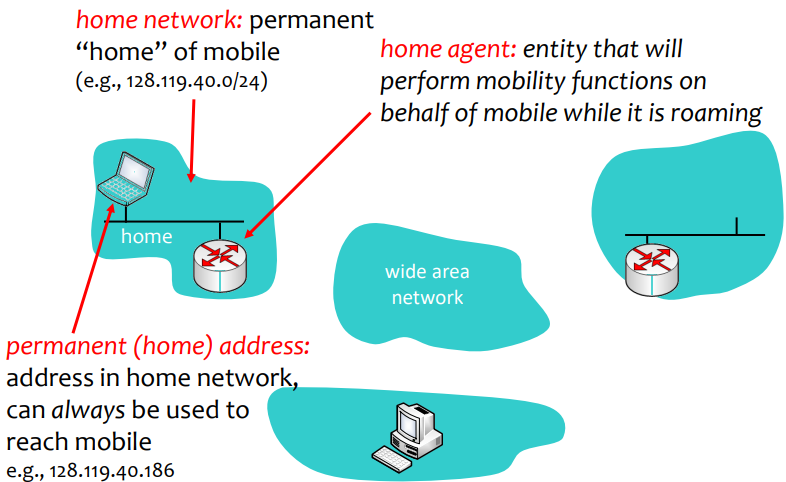 home network: permanent
“home” of mobile
(e.g., 128.119.40.0/24)
home agent: entity that will
perform mobility functions on
behalf of mobile while it is roaming
home
wide area
network
permanent (home) address:
address in home network,
can always be used to
reach mobile
e.g., 128.119.40.186